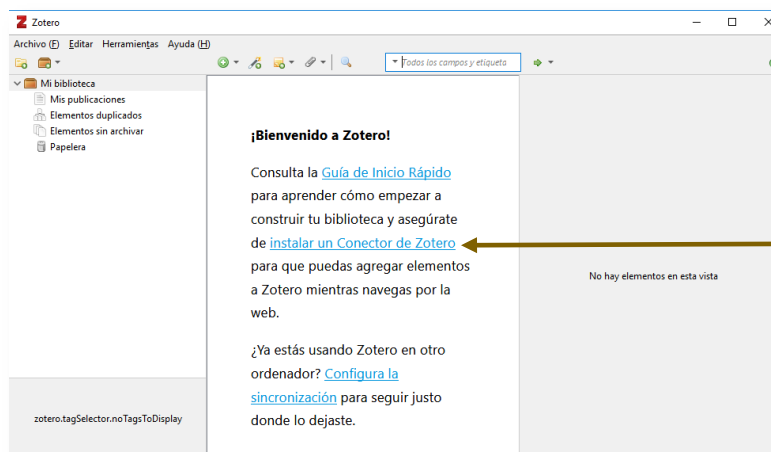 Zotero
Archivo (F) Editar Herramientas Ayuda (H)
Todos los campos y etiqueta
Mi biblioteca
Mis publicaciones
Elementos duplicados
Elementos sin archivar
Papelera
¡Bienvenido a Zotero!
Consulta la Guía de Inicio Rápido
para aprender cómo empezar a
construir tu biblioteca y asegúrate
de instalar un Conector de Zotero
para que puedas agregar elementos
a Zotero mientras navegas por la
web.
¿Ya estás usando Zotero en otro
ordenador? Configura la
sincronización para seguir justo
donde lo dejaste.
No hay elementos en esta vista
zotero.tagSelector.noTagsToDisplay